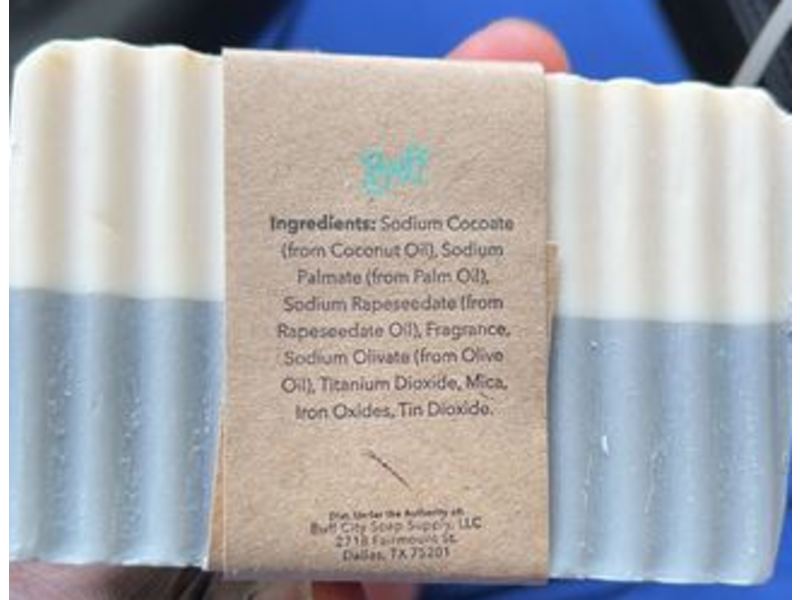 Buff
Ingredients: Sodium Cocoate
(from Coconut Oil), Sodium
Palmate (from Palm Oil),
Sodium Rapeseedate (from
Rapeseedate Oil), Fragrance,
Sodium Olivate (from Olive
Oil), Titanium Dioxide, Mica,
Iron Oxides, Tin Dioxide.
Dist. Under the Authority of:
Buff City Soap Supply, LLC
2718 Fairmount St.
Dallas, TX 75201